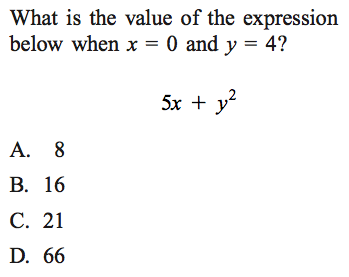 What is the value of the expression
below when x = 0 and y = 4?
5x + y²
A. 8
B. 16
C. 21
D. 66